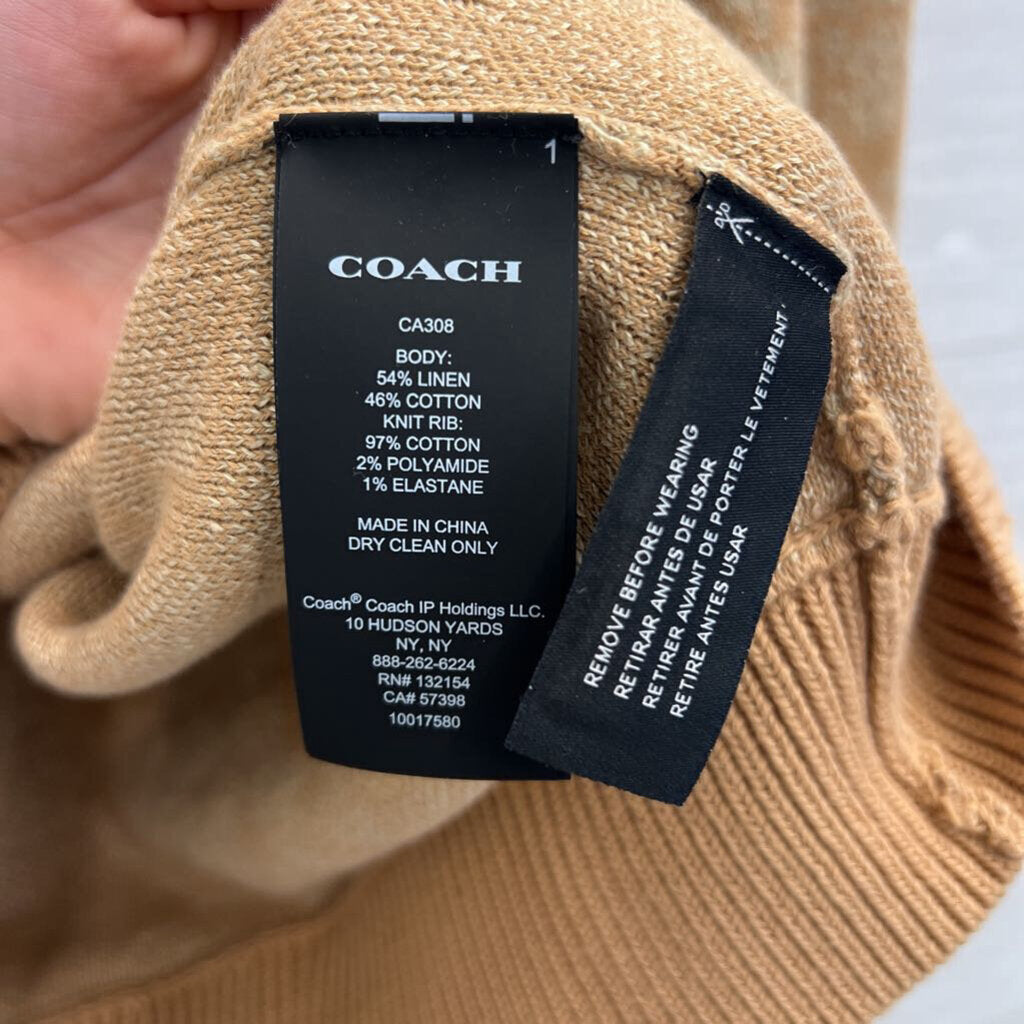 1
COACH
CA308
BODY:
54% LINEN
46% COTTON
KNIT RIB:
97% COTTON
2% POLYAMIDE
1% ELASTANE
MADE IN CHINA
DRY CLEAN ONLY
Coach® Coach IP Holdings LLC.
10 HUDSON YARDS
NY, NY
888-262-6224
RN# 132154
CA# 57398
10017580
REMOVE BEFORE WEARING
RETIRAR ANTES DE USAR
RETIRER AVANT DE PORTER LE VETEMENT
RETIRE ANTES USAR